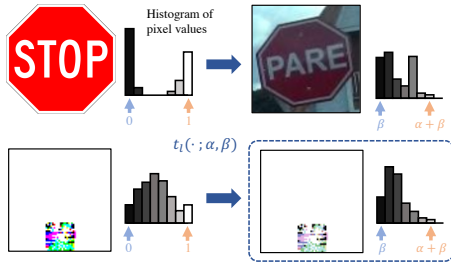 STOP
Histogram of
pixel values
PARE
0
1
β
α + β
t_l(· ; α, β)
0
1
β
α + β